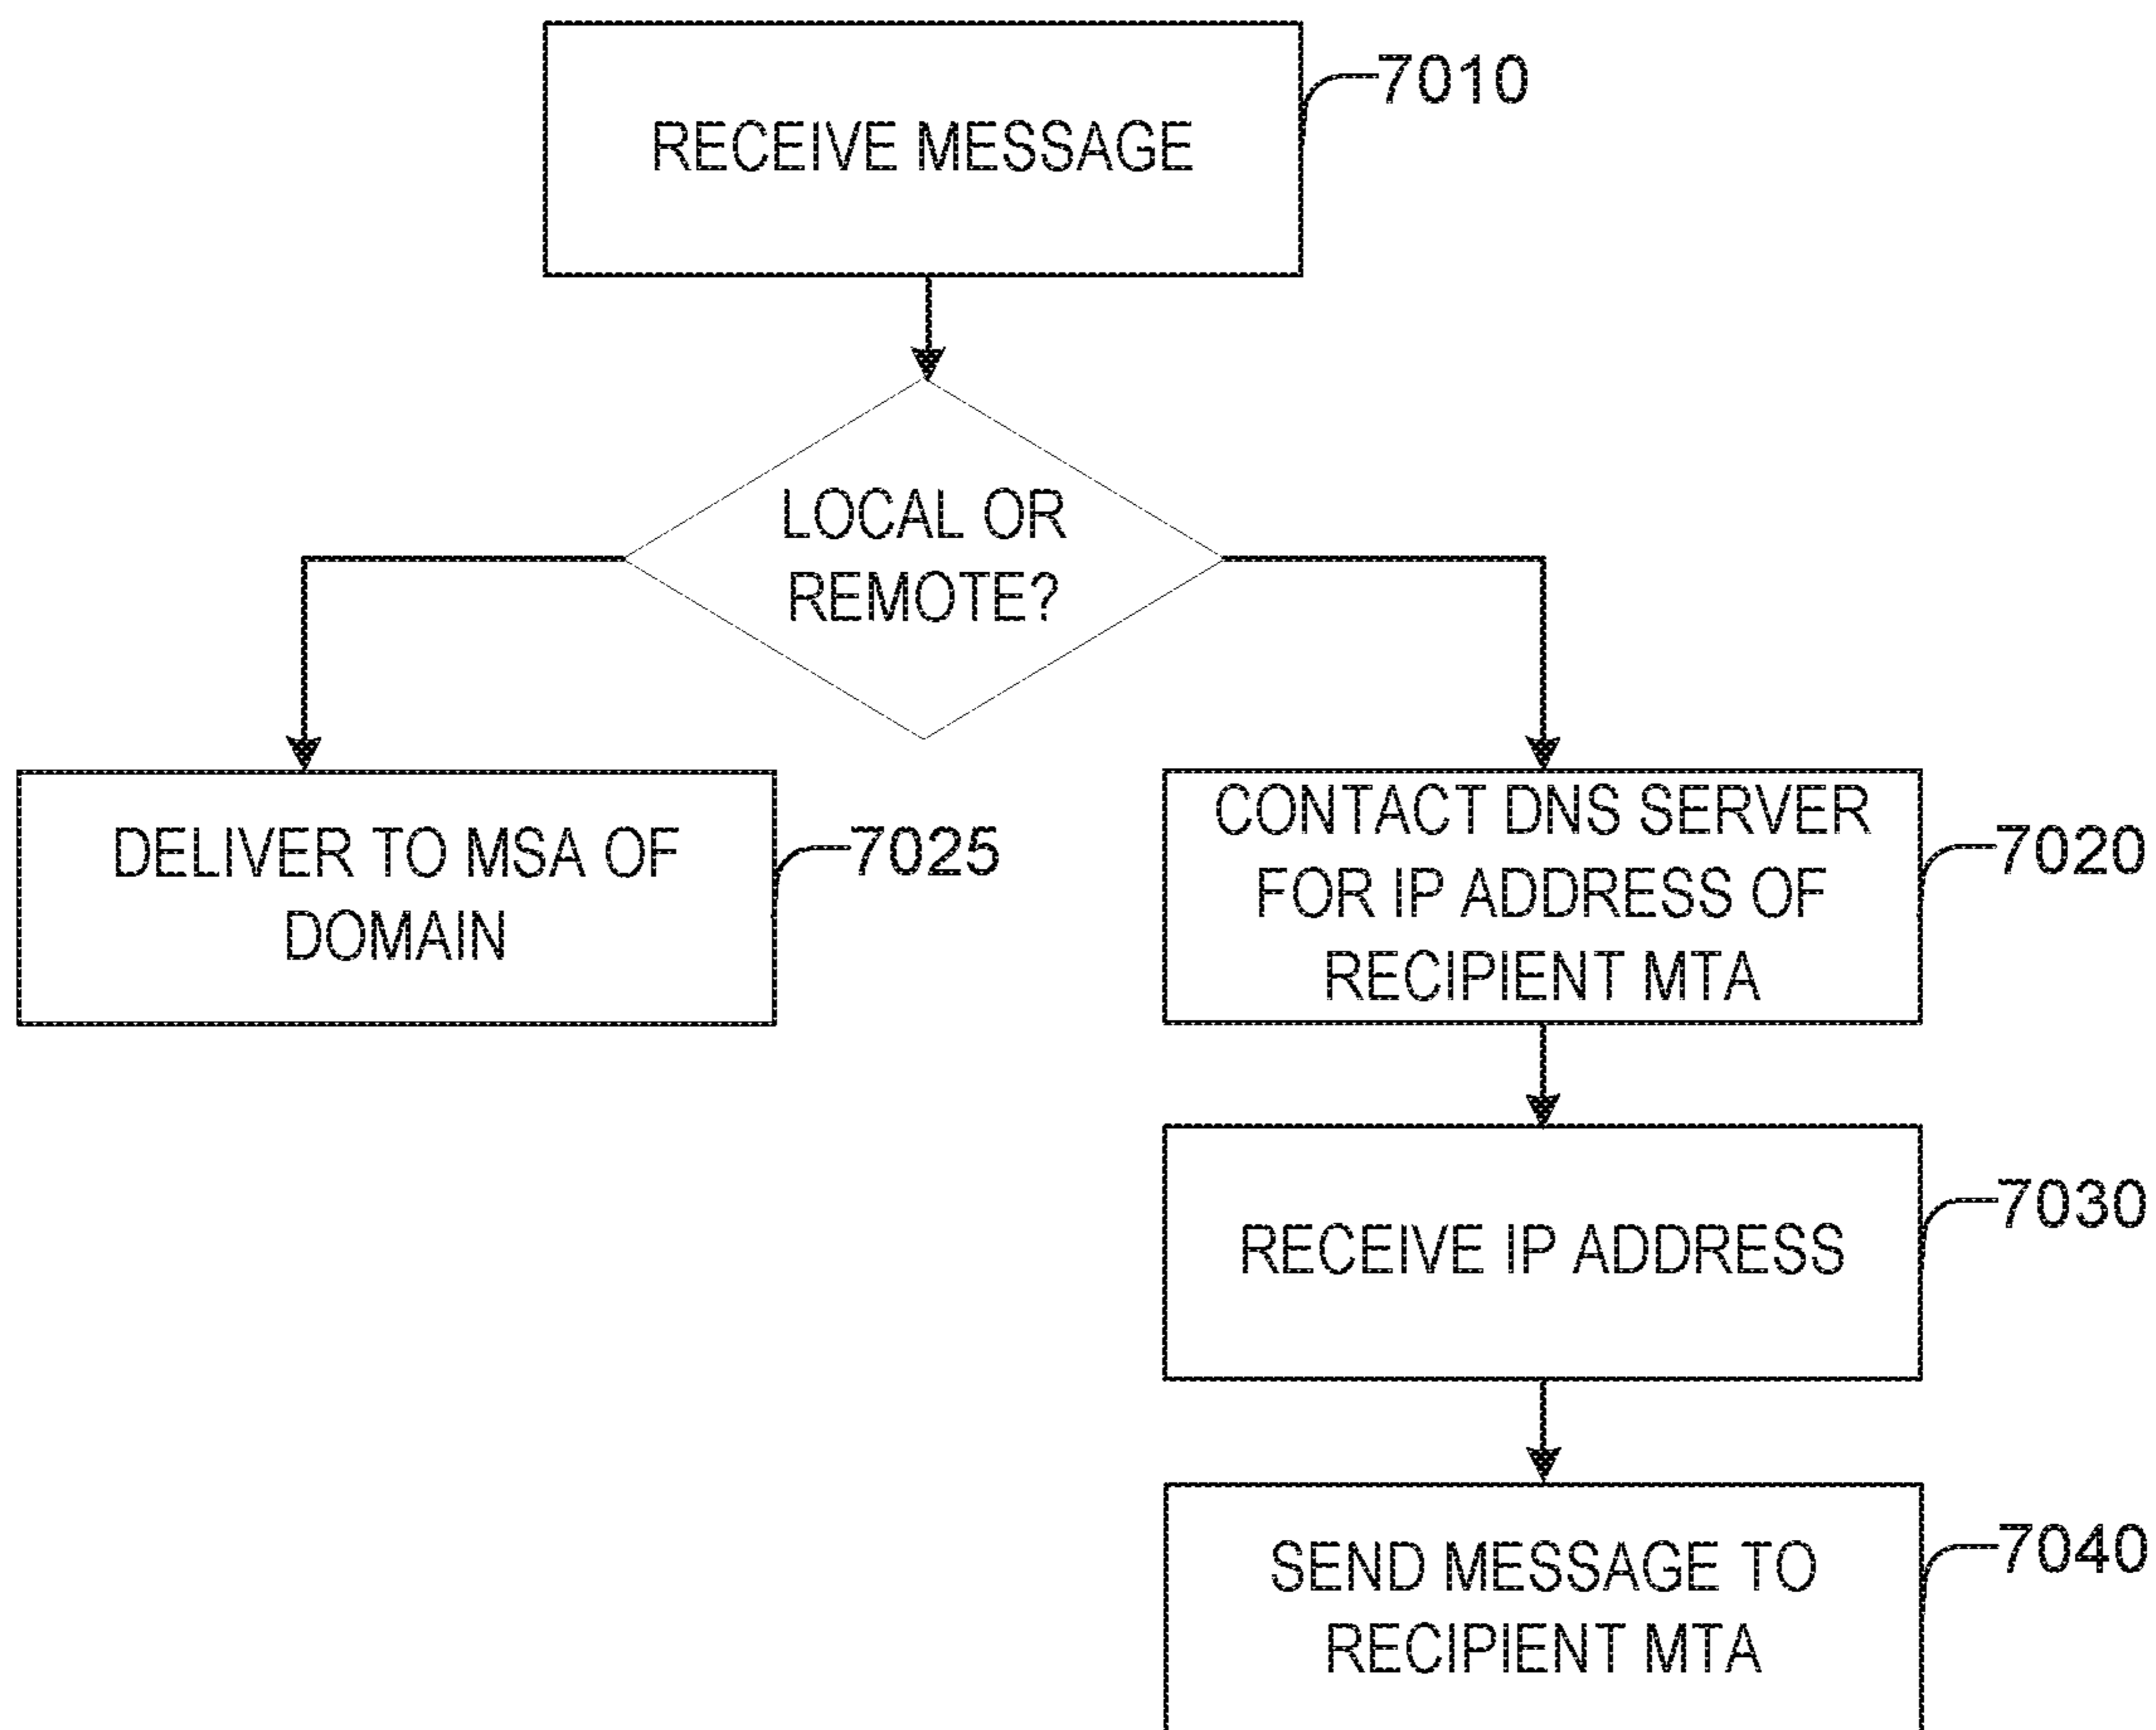 RECEIVE MESSAGE
7010
LOCAL OR
REMOTE?
DELIVER TO MSA OF
DOMAIN
7025
CONTACT DNS SERVER
FOR IP ADDRESS OF
RECIPIENT MTA
7020
RECEIVE IP ADDRESS
7030
SEND MESSAGE TO
RECIPIENT MTA
7040